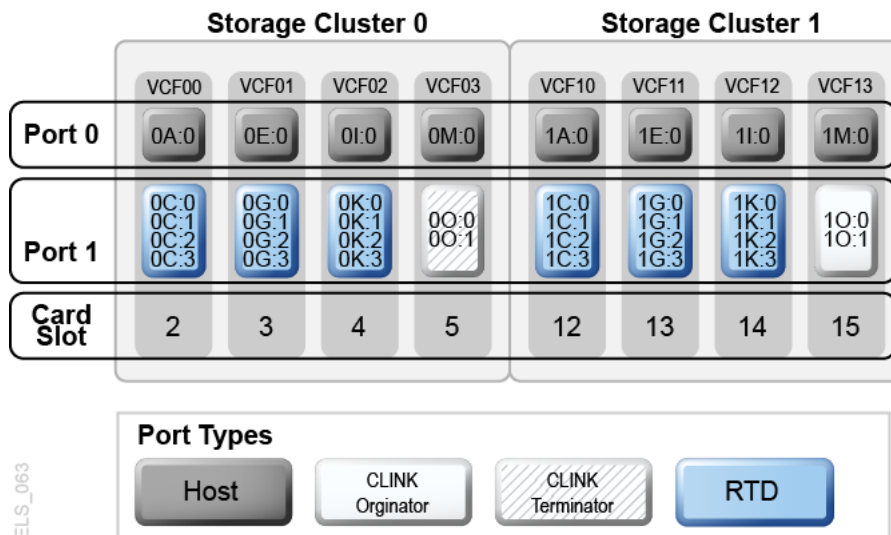 Storage Cluster 0 Storage Cluster 1
VCF00 VCF01 VCF02 VCF03 VCF10 VCF11 VCF12 VCF13
Port 0 0A:0 0E:0 0I:0 0M:0 1A:0 1E:0 1I:0 1M:0
0C:0 0G:0 0K:0 1C:0 1G:0 1K:0
0C:1 0G:1 0K:1 0O:0 1C:1 1G:1 1K:1 1O:0
Port 1 0C:2 0G:2 0K:2 0O:1 1C:2 1G:2 1K:2 1O:1
0C:3 0G:3 0K:3 1C:3 1G:3 1K:3
Card
Slot 2 3 4 5 12 13 14 15
Port Types
Host
CLINK
Orginator
CLINK
Terminator
RTD
ELS_063